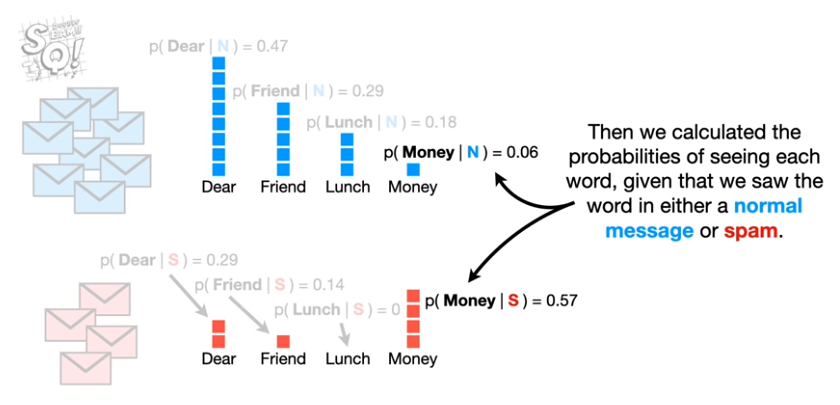 p( Dear | N ) = 0.47
p( Friend | N ) = 0.29
p( Lunch | N ) = 0.18
p( Money | N ) = 0.06
Dear Friend Lunch Money
Then we calculated the
probabilities of seeing each
word, given that we saw the
word in either a normal
message or spam.
p( Dear | S ) = 0.29
p( Friend | S ) = 0.14
p( Lunch | S ) = 0
p( Money | S ) = 0.57
Dear Friend Lunch Money